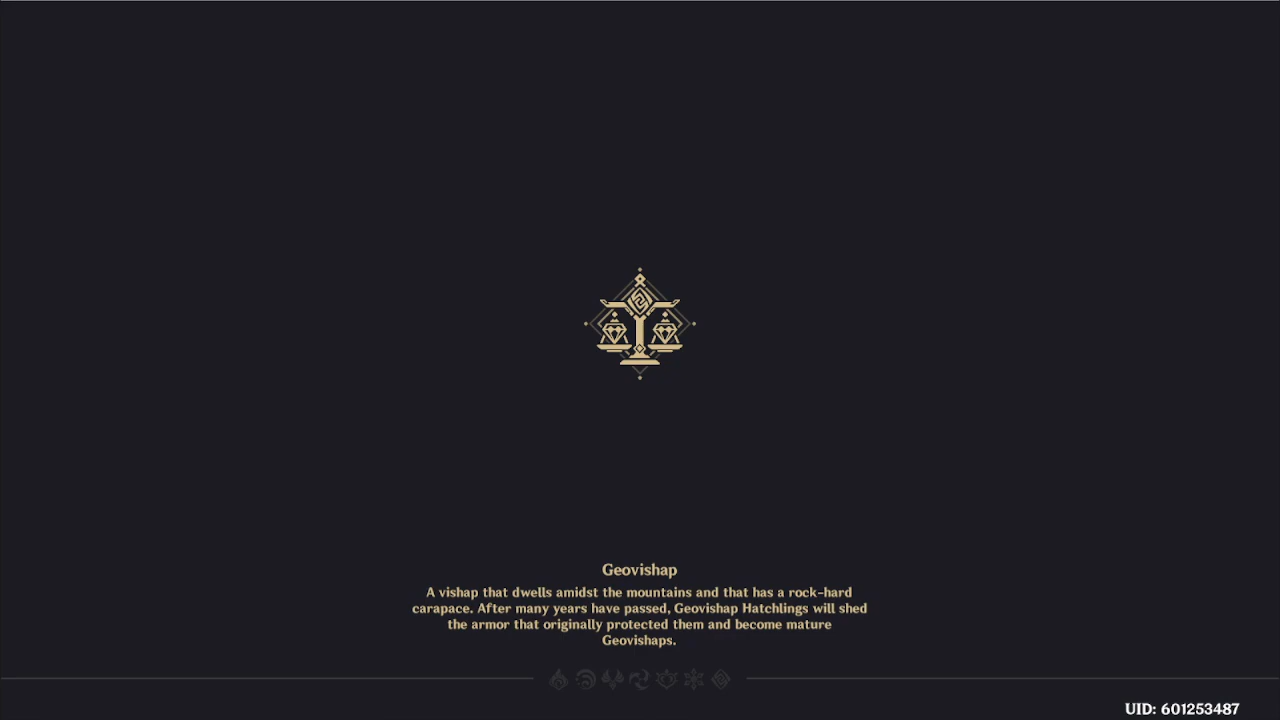 Geovishap
A vishap that dwells amidst the mountains and that has a rock-hard
carapace. After many years have passed, Geovishap Hatchlings will shed
the armor that originally protected them and become mature
Geovishaps.
UID: 601253487